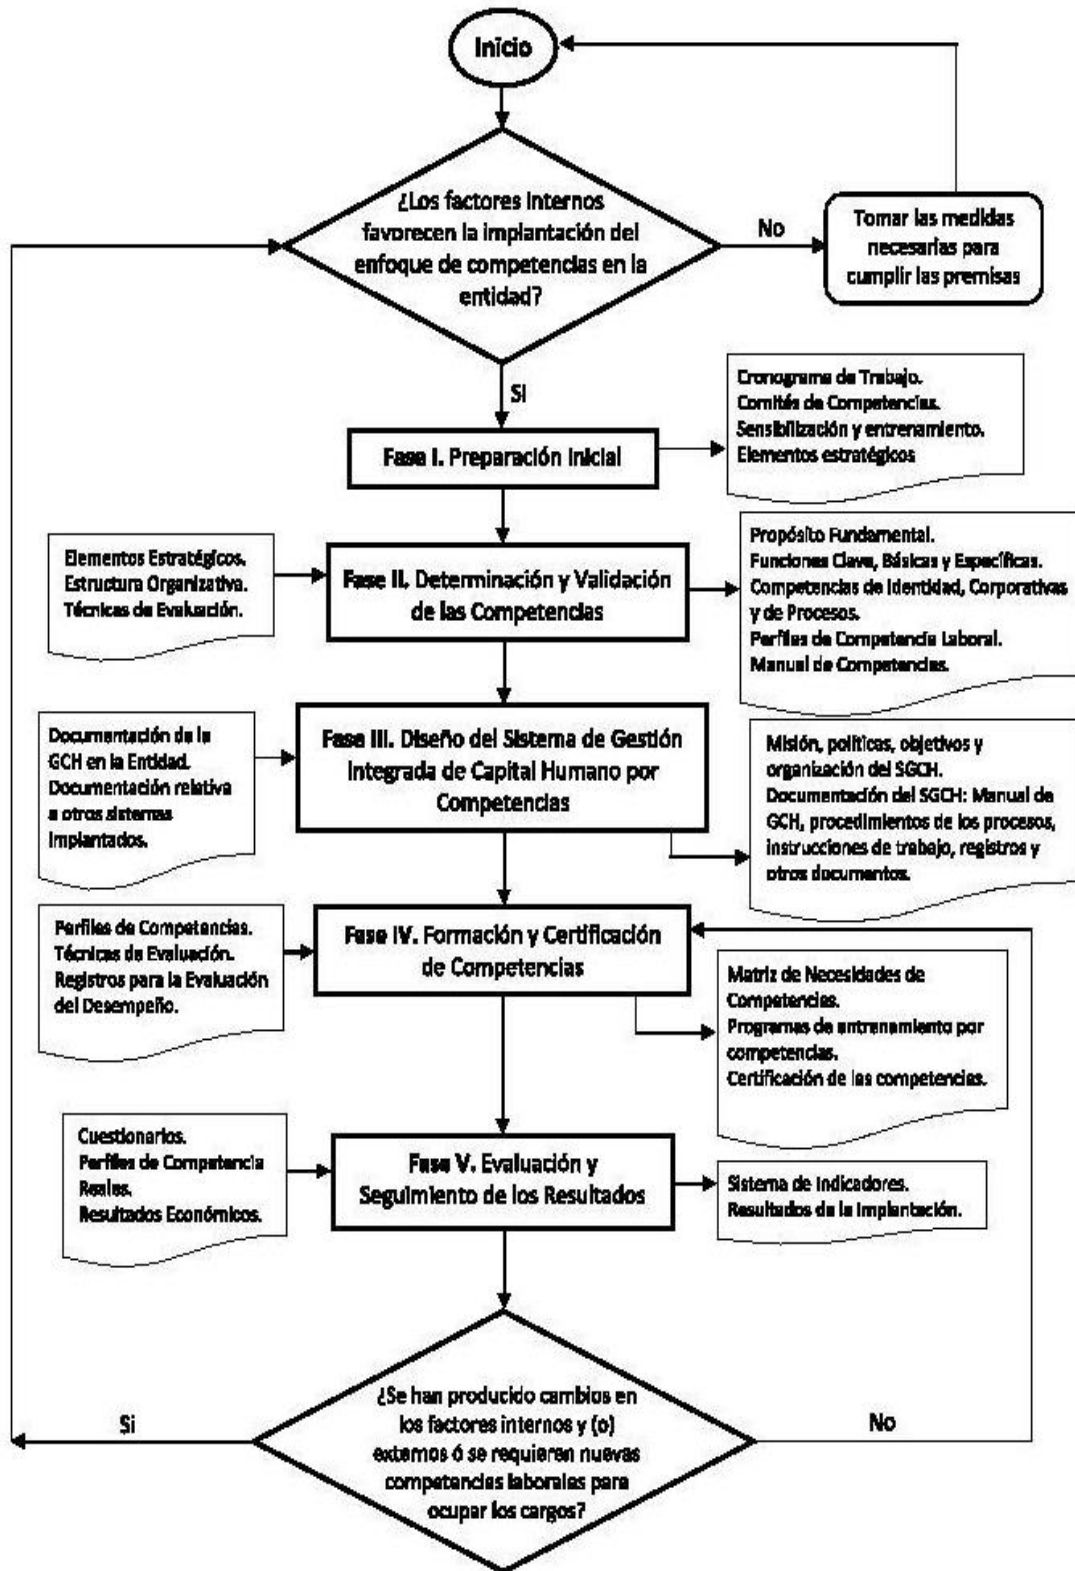 Inicio
¿Los factores internos
favorecen la implantación del
enfoque de competencias en la
entidad?
No
Tomar las medidas
necesarias para
cumplir las premisas
Si
Cronograma de Trabajo.
Comités de Competencias.
Sensibilización y entrenamiento.
Elementos estratégicos
Fase I. Preparación Inicial
Elementos Estratégicos.
Estructura Organizativa.
Técnicas de Evaluación.
Fase II. Determinación y Validación
de las Competencias
Propósito Fundamental.
Funciones Clave, Básicas y Específicas.
Competencias de Identidad, Corporativas
y de Procesos.
Perfiles de Competencia Laboral.
Manual de Competencias.
Documentación de la
GCH en la Entidad.
Documentación relativa
a otros sistemas
implantados.
Fase III. Diseño del Sistema de Gestión
Integrada de Capital Humano por
Competencias
Misión, políticas, objetivos y
organización del SGCH.
Documentación del SGCH: Manual de
GCH, procedimientos de los procesos,
instrucciones de trabajo, registros y
otros documentos.
Perfiles de Competencias.
Técnicas de Evaluación.
Registros para la Evaluación
del Desempeño.
Fase IV. Formación y Certificación
de Competencias
Matriz de Necesidades de
Competencias.
Programas de entrenamiento por
competencias.
Certificación de las competencias.
Cuestionarios.
Perfiles de Competencia
Reales.
Resultados Económicos.
Fase V. Evaluación y
Seguimiento de los Resultados
Sistema de Indicadores.
Resultados de la Implantación.
¿Se han producido cambios en
los factores internos y (o)
externos ó se requieren nuevas
competencias laborales para
ocupar los cargos?
Si
No